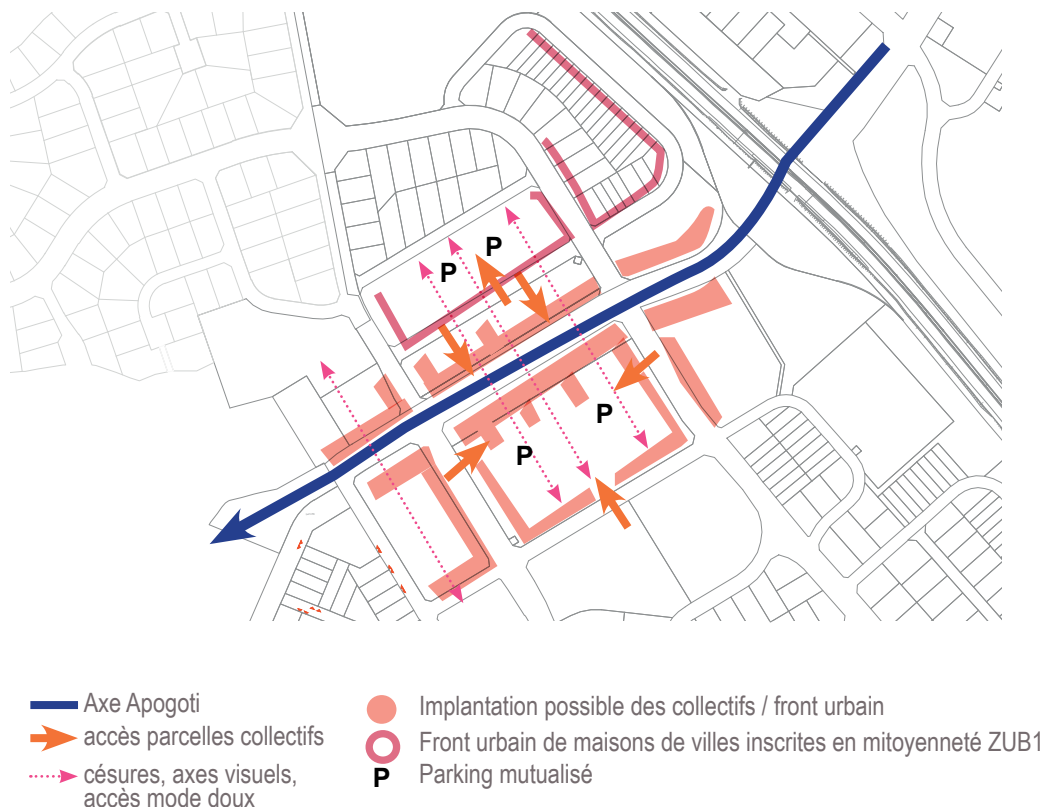 P
P
P
P
Axe Apogoti
accès parcelles collectifs
césures, axes visuels,
accès mode doux
Implantation possible des collectifs / front urbain
Front urbain de maisons de villes inscrites en mitoyenneté ZUB1
P Parking mutualisé